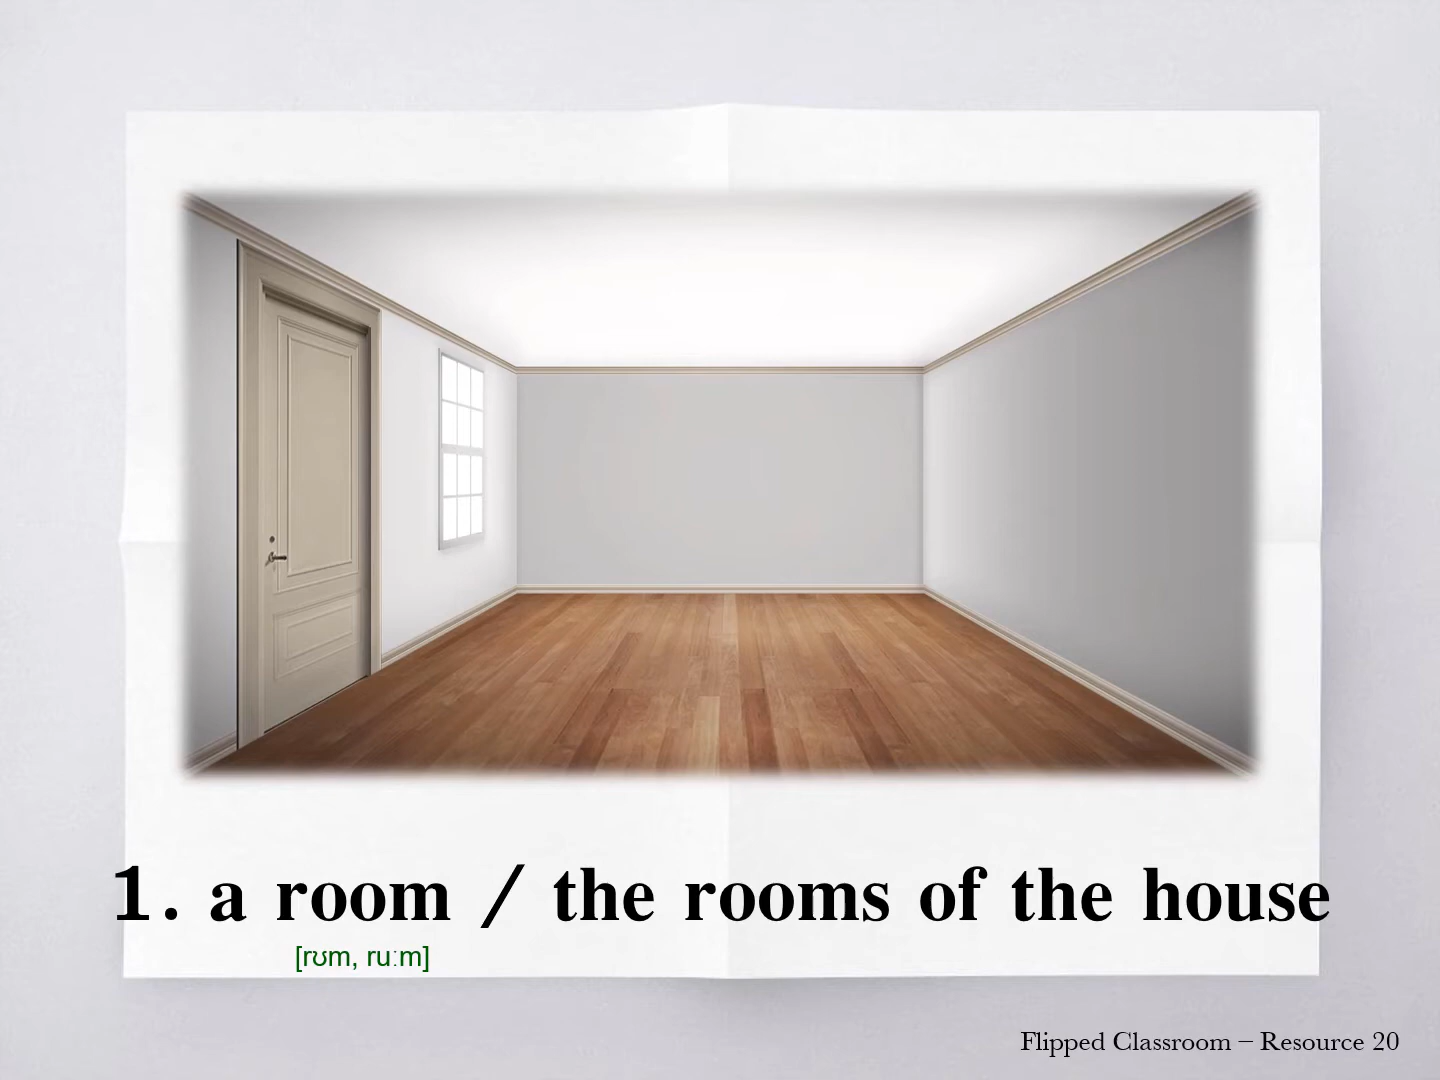 1. a room / the rooms of the house
[rʊm, ruːm]
Flipped Classroom – Resource 20